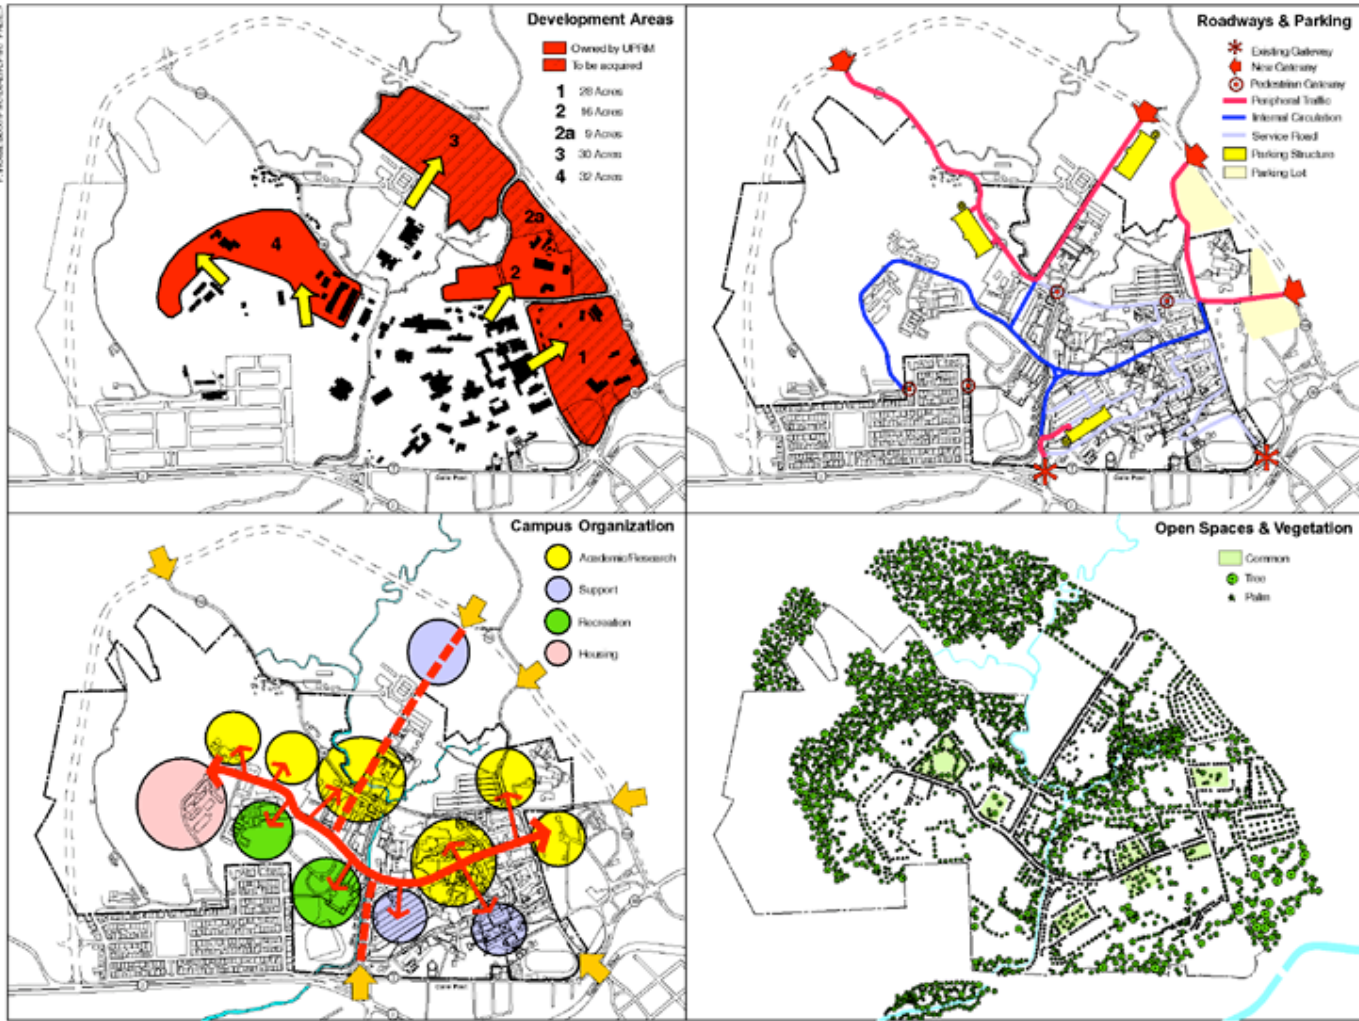 Development Areas
Owned by UPRM
To be acquired
1 28 Acres
2 16 Acres
2a 9 Acres
3 30 Acres
4 32 Acres
3
2a
4
2
1
Roadways & Parking
Existing Gateway
New Gateway
Pedestrian Gateway
Peripheral Traffic
Internal Circulation
Service Road
Parking Structure
Parking Lot
Campus Organization
Academic/Research
Support
Recreation
Housing
Open Spaces & Vegetation
Common
Tree
Palm